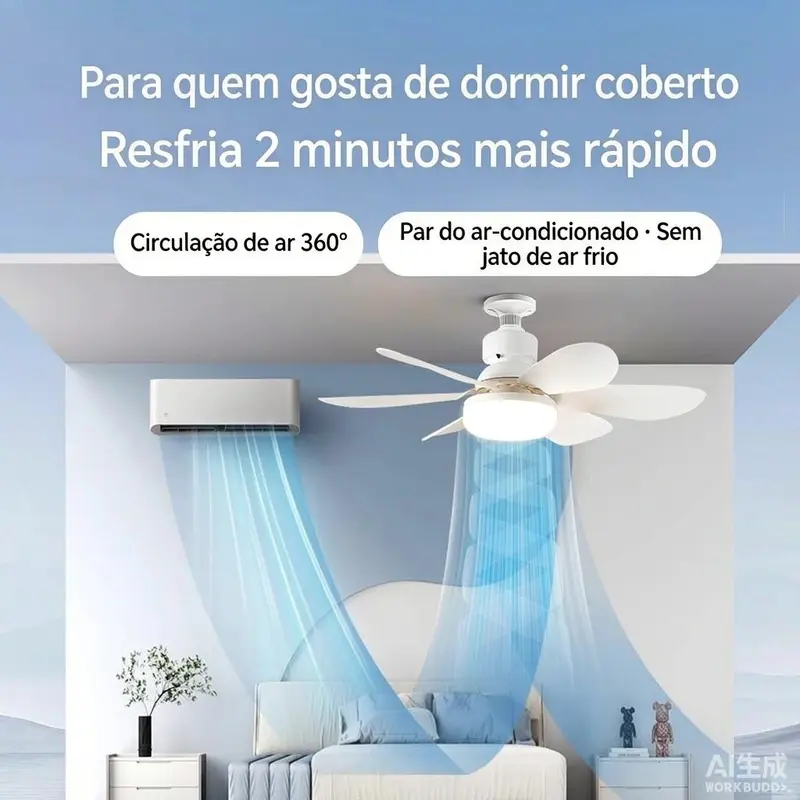 Para quem gosta de dormir coberto
Resfria 2 minutos mais rápido
Circulação de ar 360°
Par do ar-condicionado · Sem
jato de ar frio
AI生成
WORKBUDDY